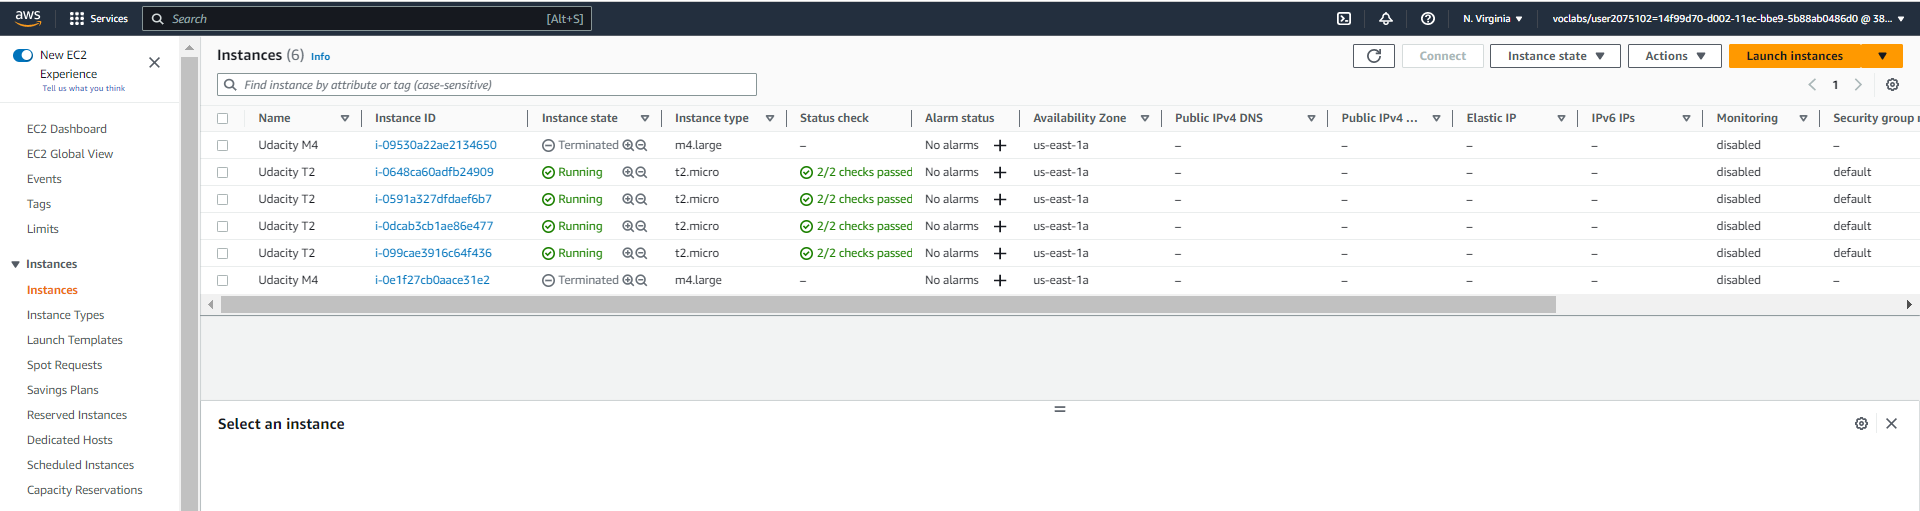 aws Services Search [Alt+S] N. Virginia voclabs/user2075102=14f99d70-d002-11ec-bbe9-5b88ab0486d0 @ 38...
New EC2
Experience
Tell us what you think
EC2 Dashboard
EC2 Global View
Events
Tags
Limits
Instances
Instances
Instance Types
Launch Templates
Spot Requests
Savings Plans
Reserved Instances
Dedicated Hosts
Scheduled Instances
Capacity Reservations
Instances (6) Info Connect Instance state Actions Launch instances
Find instance by attribute or tag (case-sensitive) 1
Name Instance ID Instance state Instance type Status check Alarm status Availability Zone Public IPv4 DNS Public IPv4 ... Elastic IP IPv6 IPs Monitoring Security group
Udacity M4 i-09530a22ae2134650 Terminated m4.large – No alarms + us-east-1a – – – – disabled –
Udacity T2 i-0648ca60adfb24909 Running t2.micro 2/2 checks passed No alarms + us-east-1a – – – – disabled default
Udacity T2 i-0591a327dfdaef6b7 Running t2.micro 2/2 checks passed No alarms + us-east-1a – – – – disabled default
Udacity T2 i-0dcab3cb1ae86e477 Running t2.micro 2/2 checks passed No alarms + us-east-1a – – – – disabled default
Udacity T2 i-099cae3916c64f436 Running t2.micro 2/2 checks passed No alarms + us-east-1a – – – – disabled default
Udacity M4 i-0e1f27cb0aace31e2 Terminated m4.large – No alarms + us-east-1a – – – – disabled –
Select an instance